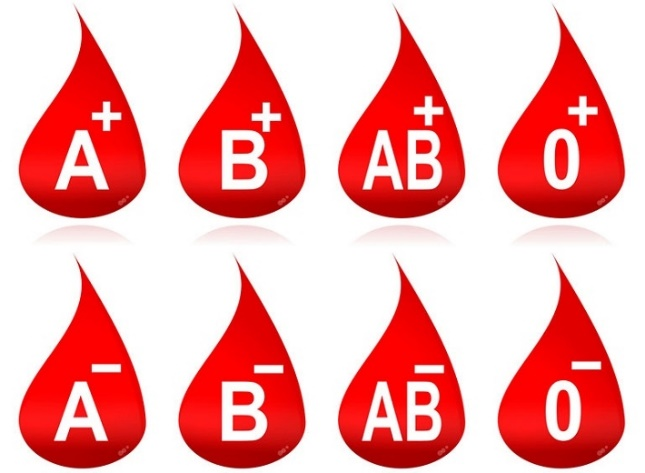 A+ B+ AB+ 0+
A- B- AB- 0-